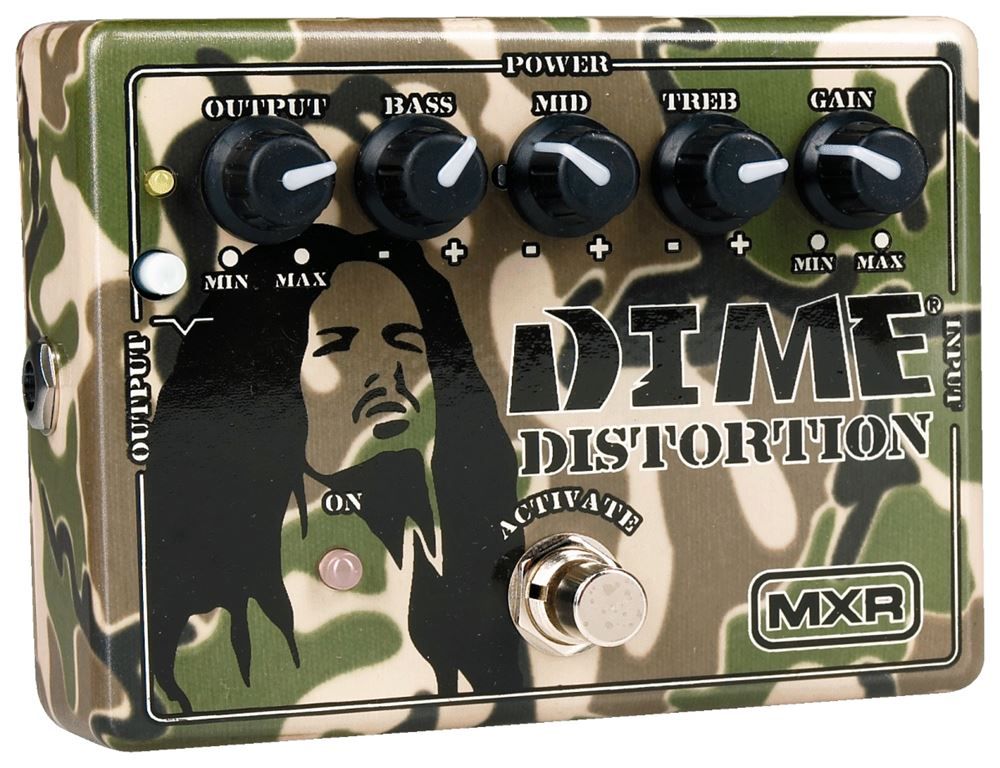 POWER
OUTPUT BASS MID TREB GAIN
- + - + - +
MIN MAX MIN MAX
DIME®
DISTORTION
OUTPUT
INPUT
ON
ACTIVATE
MXR